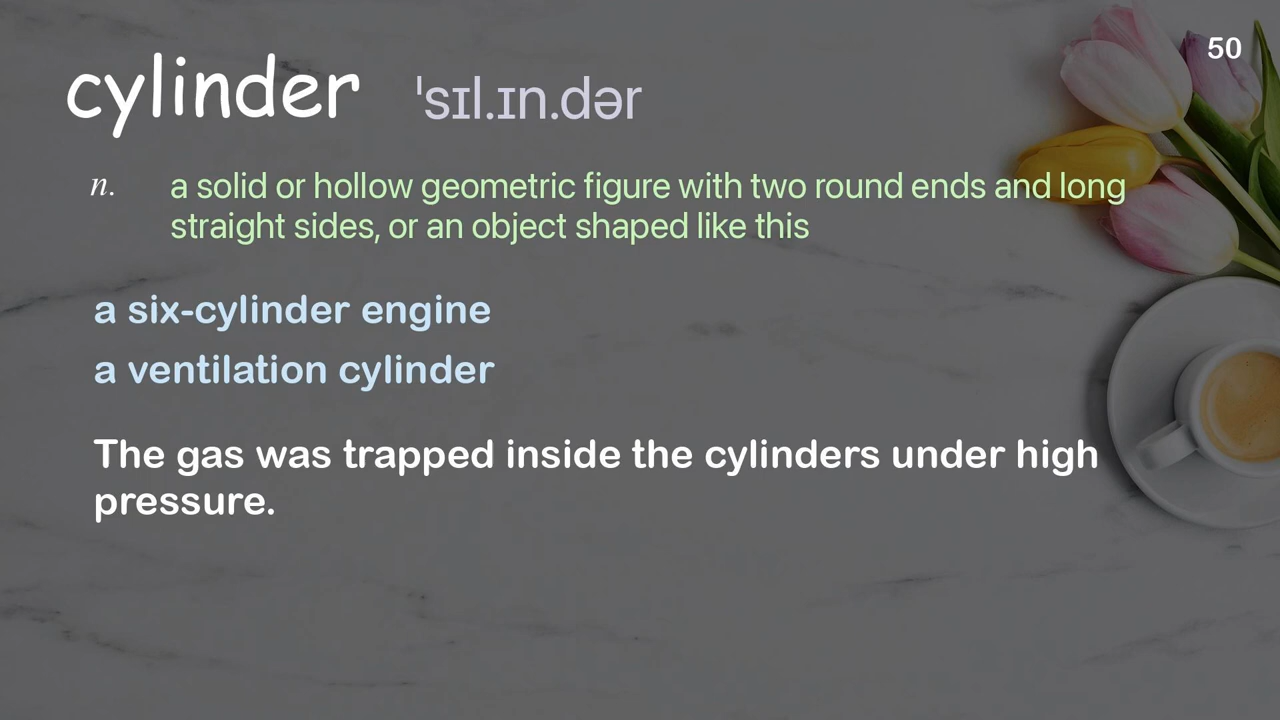 50
cylinder ˈsɪl.ɪn.dər
n. a solid or hollow geometric figure with two round ends and long
straight sides, or an object shaped like this
a six-cylinder engine
a ventilation cylinder
The gas was trapped inside the cylinders under high
pressure.